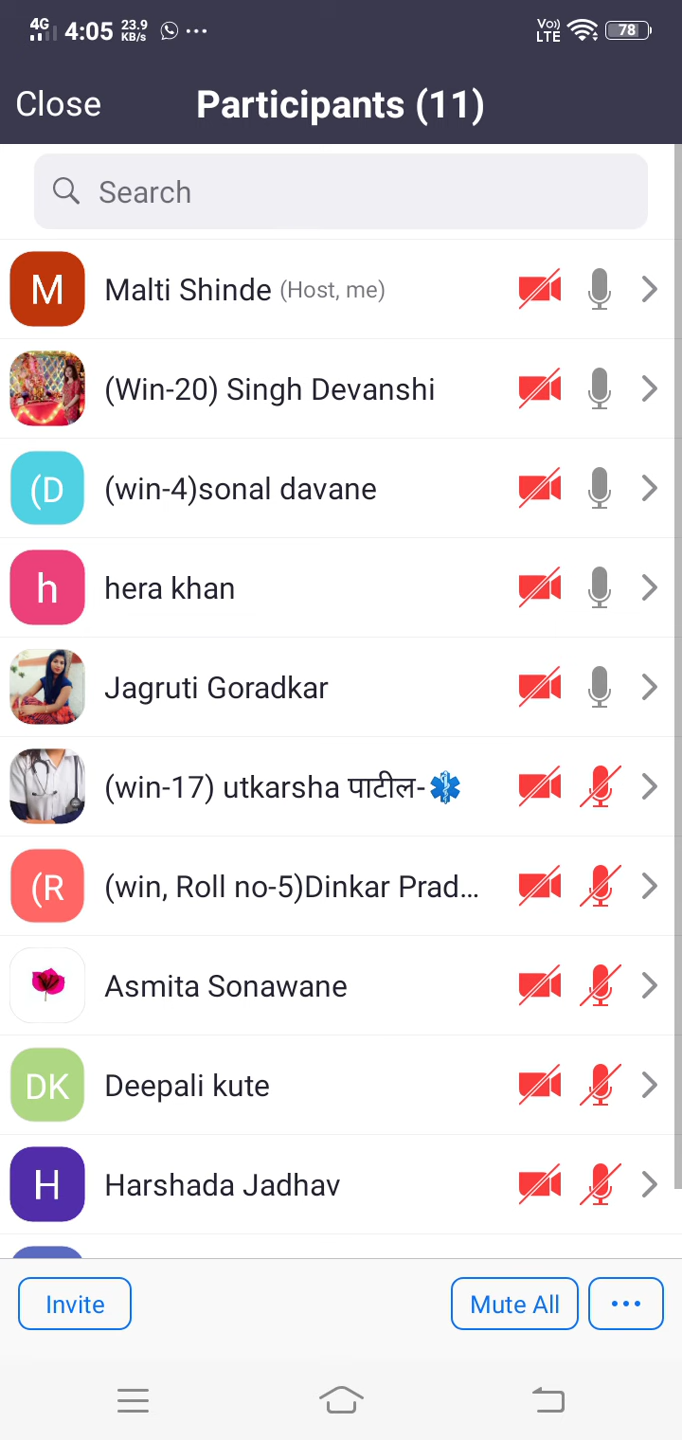 4G 4:05 23.9 KB/s ... Vo)) LTE 78
Close Participants (11)
Search
M Malti Shinde (Host, me)
(Win-20) Singh Devanshi
(D (win-4)sonal davane
h hera khan
Jagruti Goradkar
(win-17) utkarsha पाटील-
(R (win, Roll no-5)Dinkar Prad...
Asmita Sonawane
DK Deepali kute
H Harshada Jadhav
Invite Mute All ...